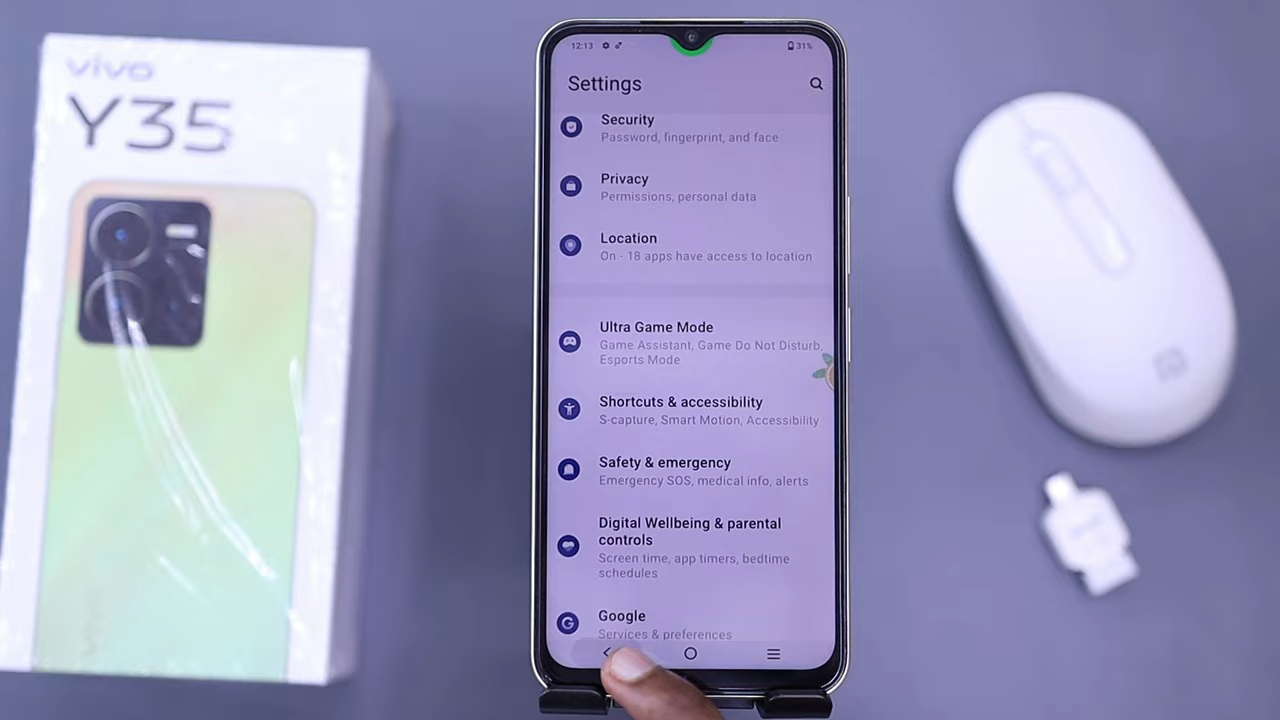 vivo
Y35
12:13
31%
Settings
Security
Password, fingerprint, and face
Privacy
Permissions, personal data
Location
On - 18 apps have access to location
Ultra Game Mode
Game Assistant, Game Do Not Disturb,
Esports Mode
Shortcuts & accessibility
S-capture, Smart Motion, Accessibility
Safety & emergency
Emergency SOS, medical info, alerts
Digital Wellbeing & parental
controls
Screen time, app timers, bedtime
schedules
Google
Services & preferences